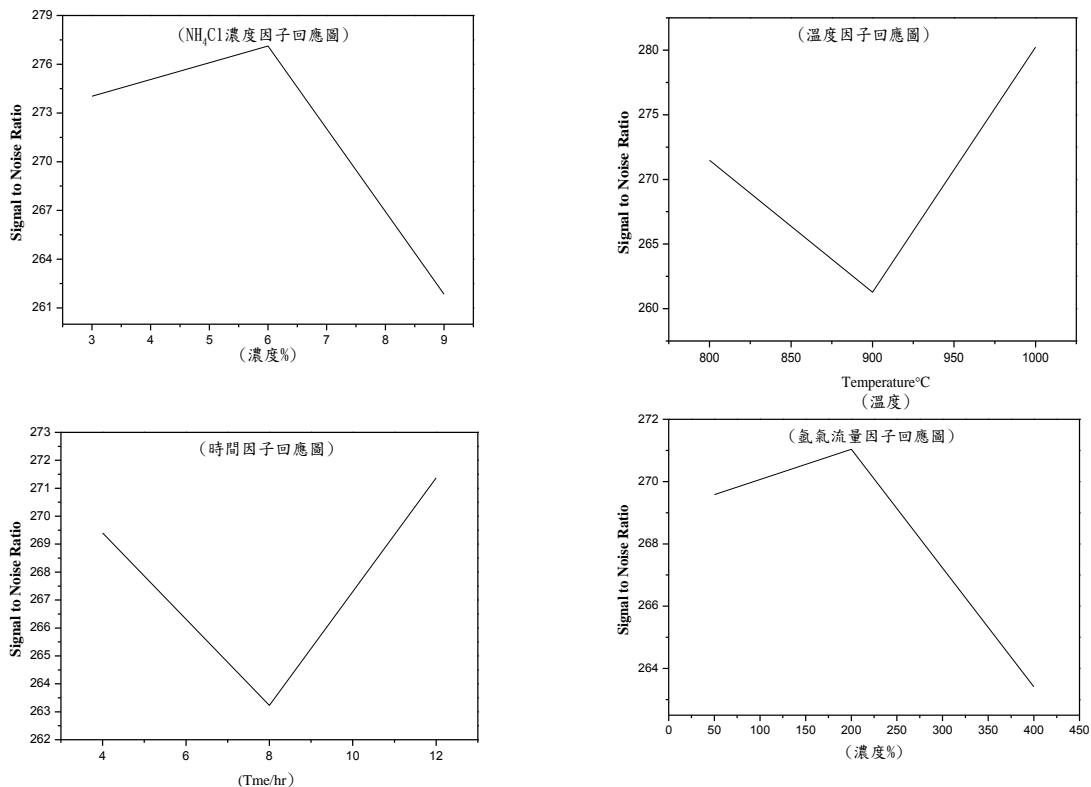 (NH4Cl濃度因子回應圖)
Signal to Noise Ratio
279
276
273
270
267
264
261
3 4 5 6 7 8 9
(濃度%)
(溫度因子回應圖)
Signal to Noise Ratio
280
275
270
265
260
800 850 900 950 1000
Temperature°C
(溫度)
(時間因子回應圖)
Signal to Noise Ratio
273
272
271
270
269
268
267
266
265
264
263
262
4 6 8 10 12
(Tme/hr)
(氬氣流量因子回應圖)
Signal to Noise Ratio
272
270
268
266
264
0 50 100 150 200 250 300 350 400 450
(濃度%)